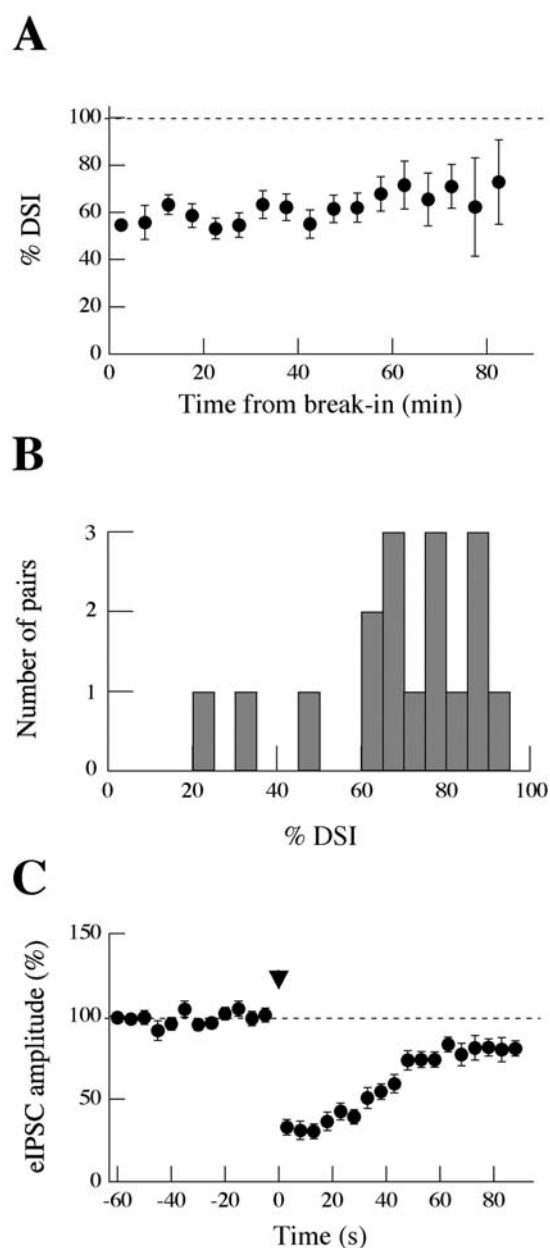 A
100
80
60
40
20
0
% DSI
0 20 40 60 80
Time from break-in (min)
B
3
2
1
0
Number of pairs
0 20 40 60 80 100
% DSI
C
150
100
50
0
eIPSC amplitude (%)
-60 -40 -20 0 20 40 60 80
Time (s)